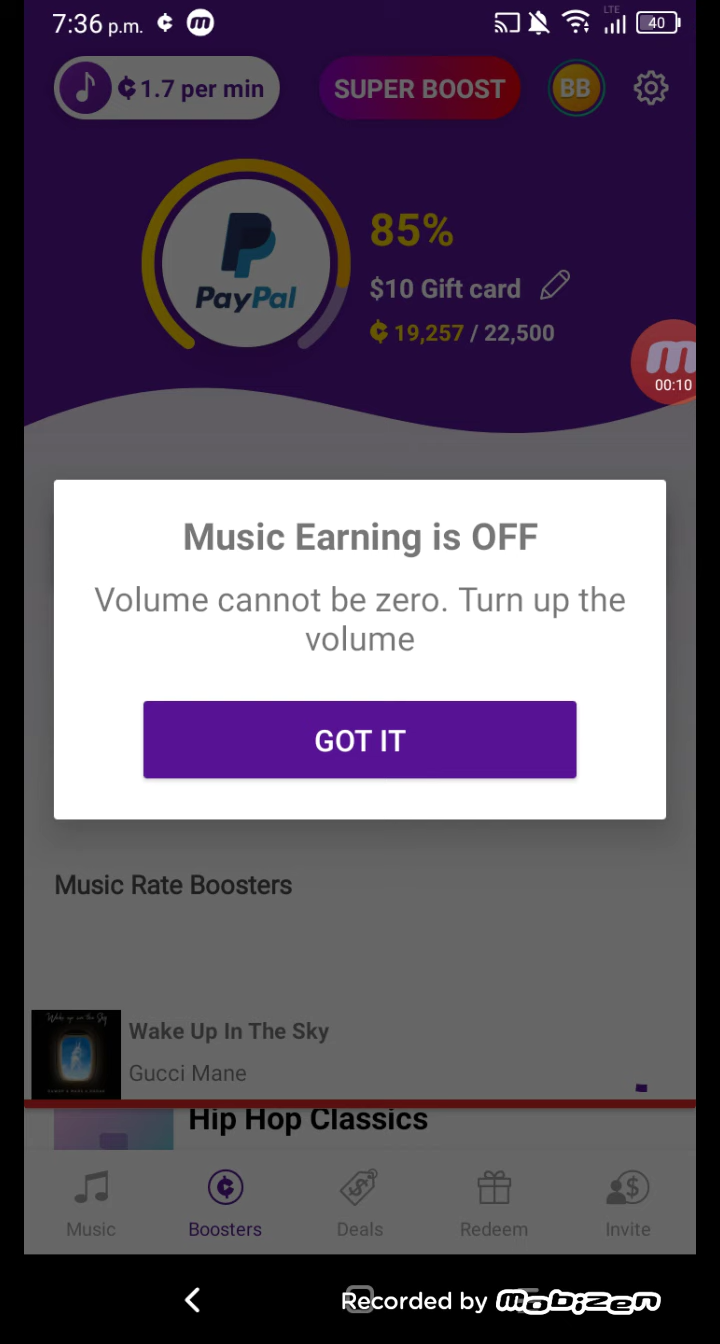 7:36 p.m.
LTE
40
1.7 per min
SUPER BOOST
BB
85%
PayPal
$10 Gift card
19,257 / 22,500
m
00:10
Music Earning is OFF
Volume cannot be zero. Turn up the
volume
GOT IT
Music Rate Boosters
Wake Up In The Sky
Gucci Mane
Hip Hop Classics
Music
Boosters
Deals
Redeem
Invite
Recorded by mobizen